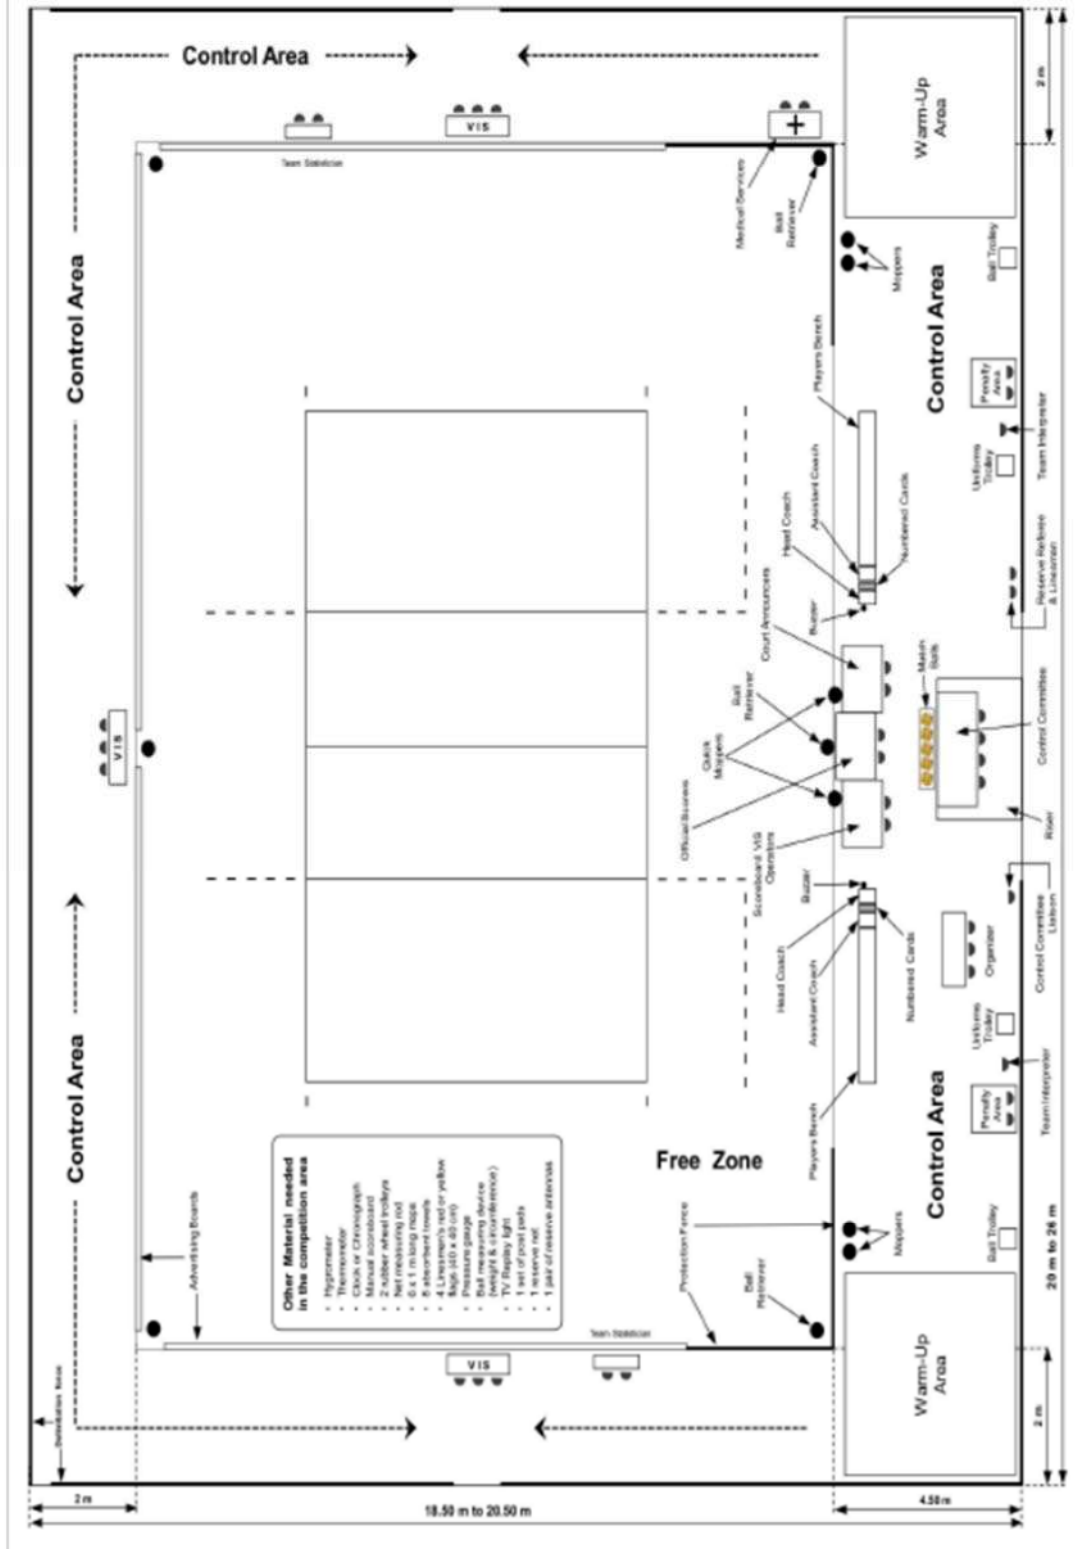 Control Area
Warm-Up
Area
2 m
VIS
Team Statistician
Medical Services
Ball
Retriever
Moppers
Ball Trolley
Control Area
Control Area
Players Bench
Penalty
Area
Team Interpreter
Uniforms
Trolley
Assistant Coach
Head Coach
Numbered Cards
Reserve Referee
& Linesman
Court Announcers
Buzzer
Match
Balls
Ball
Retriever
Control Committee
VIS
Quick
Moppers
Official Scorers
Riser
Scoreboard VIS
Operators
Buzzer
Control Committee
Liaison
Head Coach
Organizer
Numbered Cards
Assistant Coach
Uniforms
Trolley
Control Area
Control Area
Team Interpreter
Penalty
Area
Players Bench
Free Zone
Other Material needed
in the competition area
• Hygrometer
• Thermometer
• Clock or Chronograph
• Manual scoreboard
• 2 rubber wheel trolleys
• Net measuring rod
• 6 x 1 m long mops
• 8 absorbent towels
• 4 Linesmen's red or yellow
flags (40 x 40 cm)
• Pressure gauge
• Ball measuring device
(weight & circumference)
• TV Replay light
• 1 set of post pads
• 1 reserve net
• 1 pair of reserve antennas
Advertising Boards
Protection Fence
Moppers
Ball Trolley
Ball
Retriever
20 m to 26 m
Team Statistician
VIS
Warm-Up
Area
2 m
2 m
18.50 m to 20.50 m
4.50 m